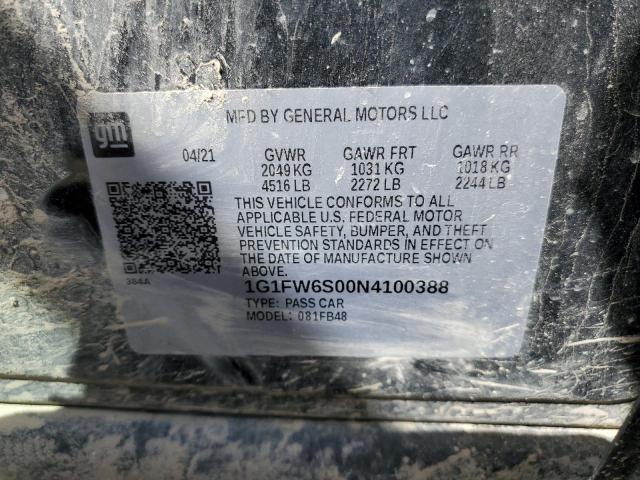 gm
MFD BY GENERAL MOTORS LLC
04/21 GVWR GAWR FRT GAWR RR
2049 KG 1031 KG 1018 KG
4516 LB 2272 LB 2244 LB
THIS VEHICLE CONFORMS TO ALL
APPLICABLE U.S. FEDERAL MOTOR
VEHICLE SAFETY, BUMPER, AND THEFT
PREVENTION STANDARDS IN EFFECT ON
THE DATE OF MANUFACTURE SHOWN ABOVE.
384A
1G1FW6S00N4100388
TYPE: PASS CAR
MODEL: 081FB48